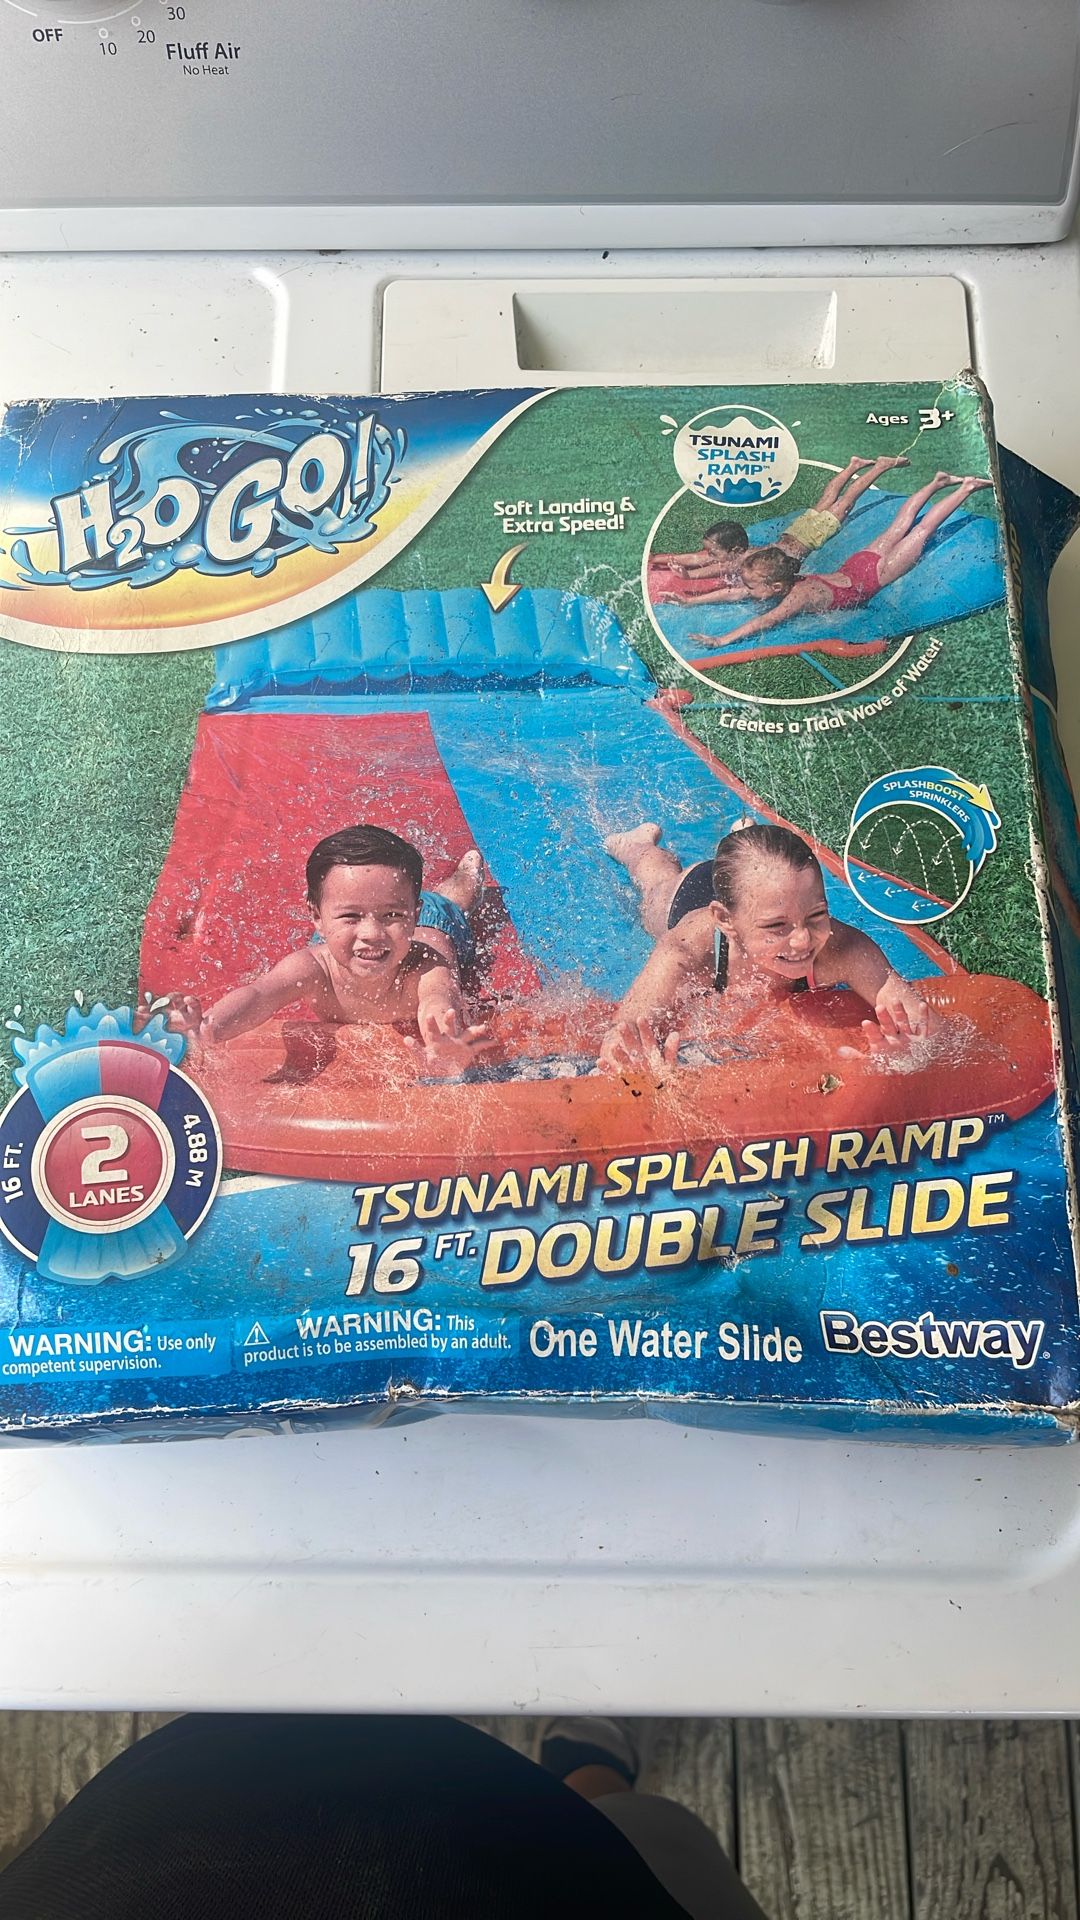 OFF
10
20
30
Fluff Air
No Heat
H₂O GO!
Ages 3+
TSUNAMI
SPLASH
RAMP™
Soft Landing &
Extra Speed!
Creates a Tidal Wave of Water!
SPLASHBOOST
SPRINKLERS
16 FT.
4.88 M
2
LANES
TSUNAMI SPLASH RAMP™
16 FT. DOUBLE SLIDE
WARNING: Use only
competent supervision.
WARNING: This
product is to be assembled by an adult.
One Water Slide
Bestway